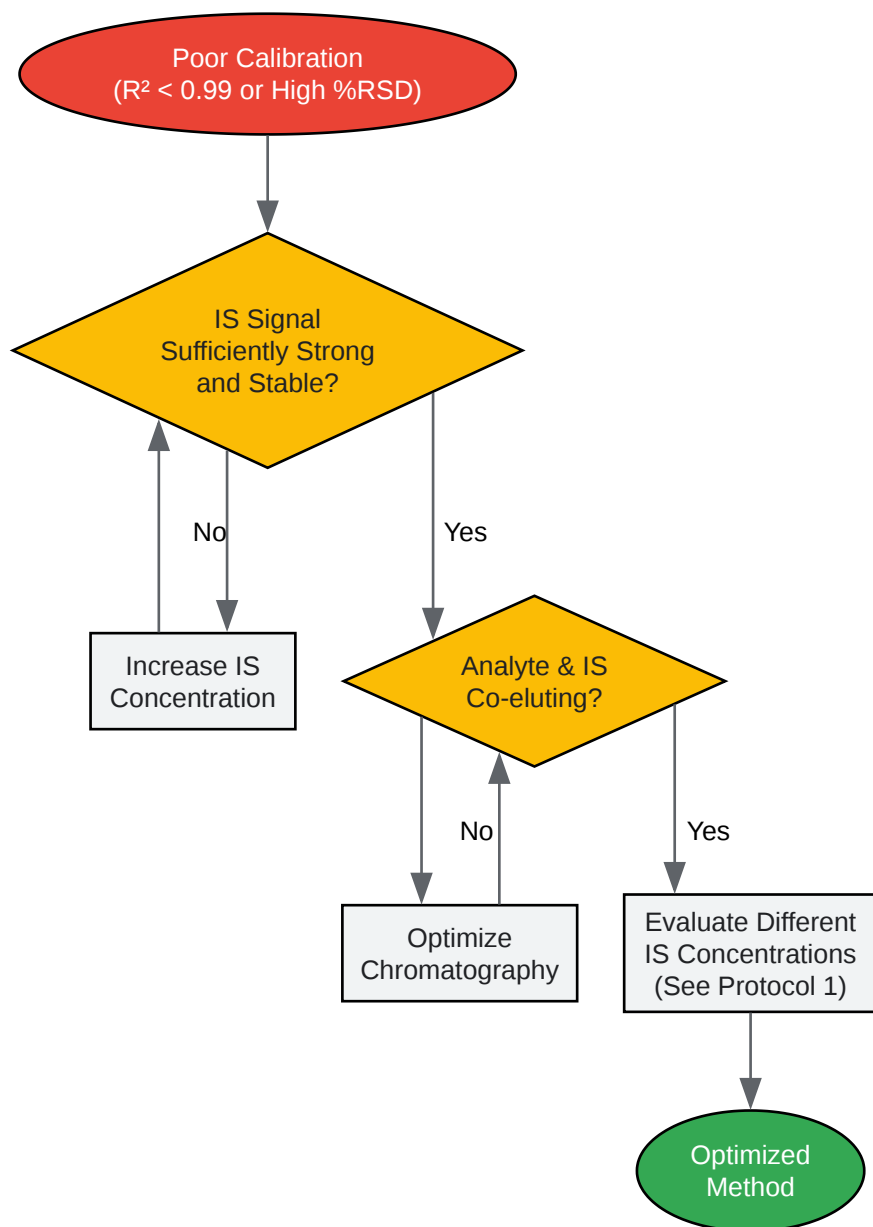 Poor Calibration
(R² < 0.99 or High %RSD)
IS Signal
Sufficiently Strong
and Stable?
No
Yes
Increase IS
Concentration
Analyte & IS
Co-eluting?
No
Yes
Optimize
Chromatography
Evaluate Different
IS Concentrations
(See Protocol 1)
Optimized
Method